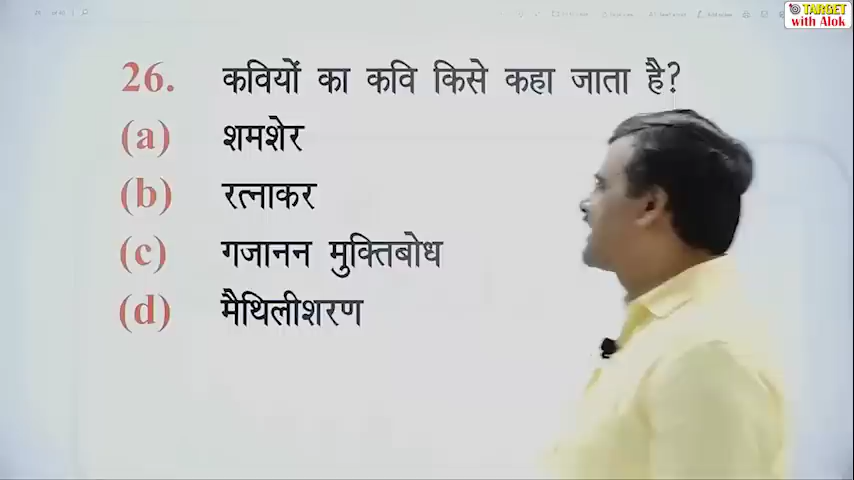 TARGET
with Alok
26. कवियों का कवि किसे कहा जाता है?
(a) शमशेर
(b) रत्नाकर
(c) गजानन मुक्तिबोध
(d) मैथिलीशरण